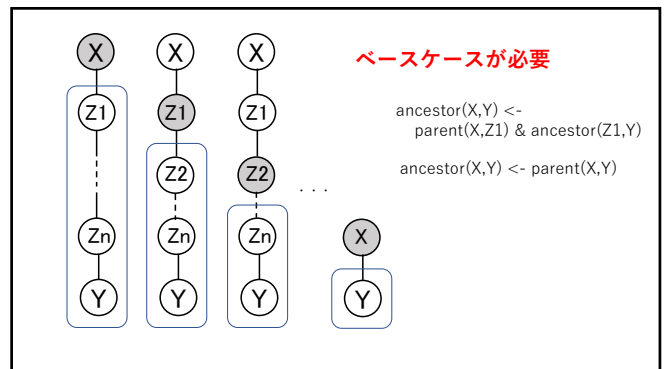 ベースケースが必要
X X X
Z1 Z1 Z1
Z2 Z2
. . .
Zn Zn Zn X
Y Y Y Y
ancestor(X,Y) <-
parent(X,Z1) & ancestor(Z1,Y)
ancestor(X,Y) <- parent(X,Y)